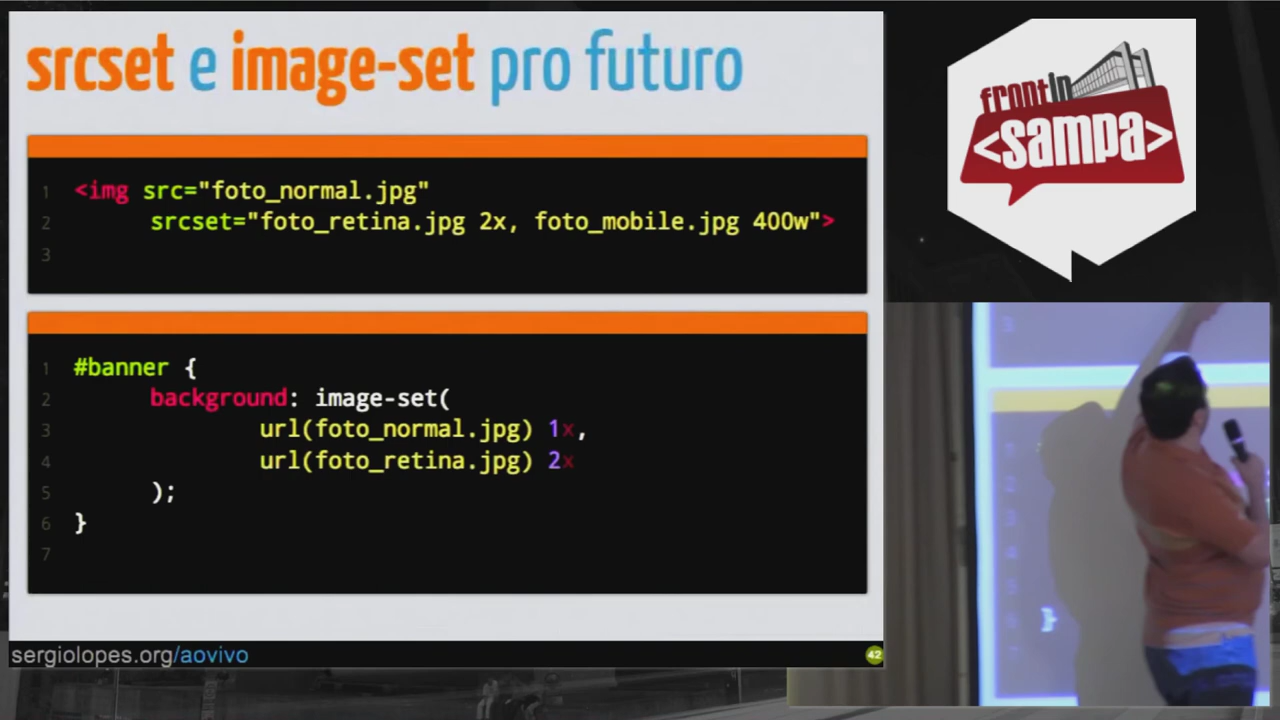 srcset e image-set pro futuro
1 <img src="foto_normal.jpg"
2 srcset="foto_retina.jpg 2x, foto_mobile.jpg 400w">
3
1 #banner {
2 background: image-set(
3 url(foto_normal.jpg) 1x,
4 url(foto_retina.jpg) 2x
5 );
6 }
7
sergiolopes.org/aovivo
42
frontIn
<sampa>